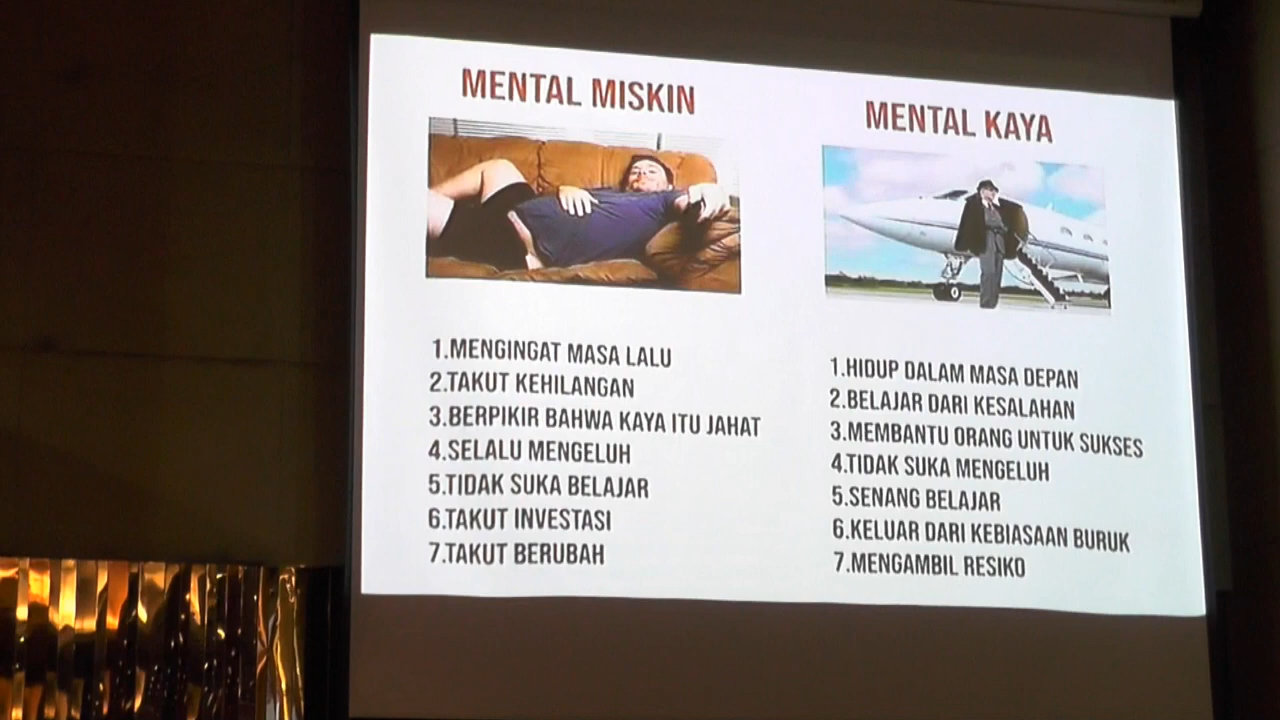 MENTAL MISKIN
1.MENGINGAT MASA LALU
2.TAKUT KEHILANGAN
3.BERPIKIR BAHWA KAYA ITU JAHAT
4.SELALU MENGELUH
5.TIDAK SUKA BELAJAR
6.TAKUT INVESTASI
7.TAKUT BERUBAH
MENTAL KAYA
1.HIDUP DALAM MASA DEPAN
2.BELAJAR DARI KESALAHAN
3.MEMBANTU ORANG UNTUK SUKSES
4.TIDAK SUKA MENGELUH
5.SENANG BELAJAR
6.KELUAR DARI KEBIASAAN BURUK
7.MENGAMBIL RESIKO